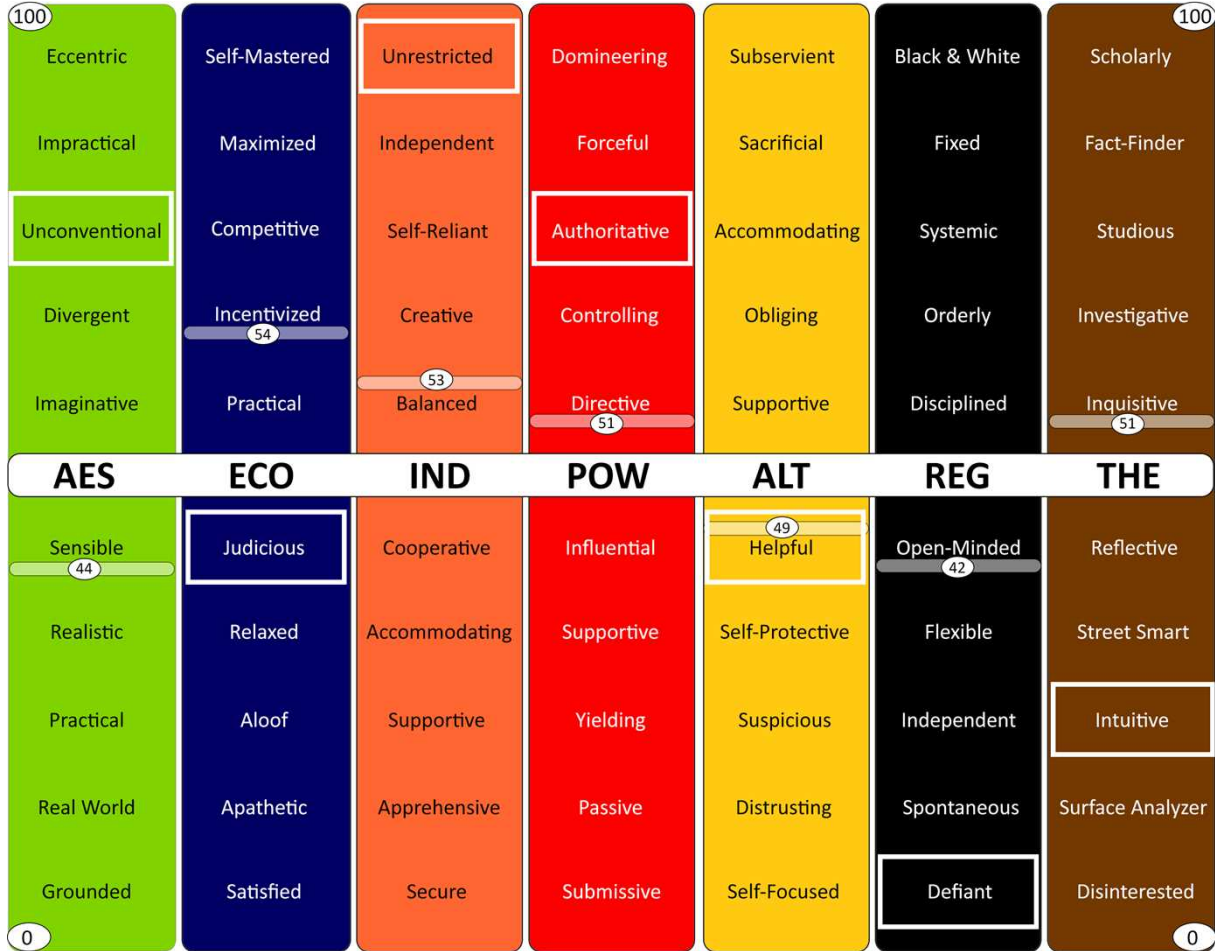 100 100
Eccentric Self-Mastered Unrestricted Domineering Subservient Black & White Scholarly
Impractical Maximized Independent Forceful Sacrificial Fixed Fact-Finder
Unconventional Competitive Self-Reliant Authoritative Accommodating Systemic Studious
Divergent Incentivized Creative Controlling Obliging Orderly Investigative
54
53
Imaginative Practical Balanced Directive Supportive Disciplined Inquisitive
51 51
AES ECO IND POW ALT REG THE
49
Sensible Judicious Cooperative Influential Helpful Open-Minded Reflective
44 42
Realistic Relaxed Accommodating Supportive Self-Protective Flexible Street Smart
Practical Aloof Supportive Yielding Suspicious Independent Intuitive
Real World Apathetic Apprehensive Passive Distrusting Spontaneous Surface Analyzer
Grounded Satisfied Secure Submissive Self-Focused Defiant Disinterested
0 0